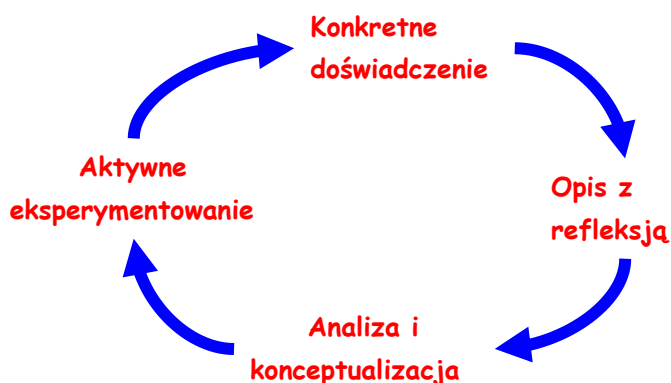 Konkretne
doświadczenie
Opis z
refleksją
Analiza i
konceptualizacja
Aktywne
eksperymentowanie